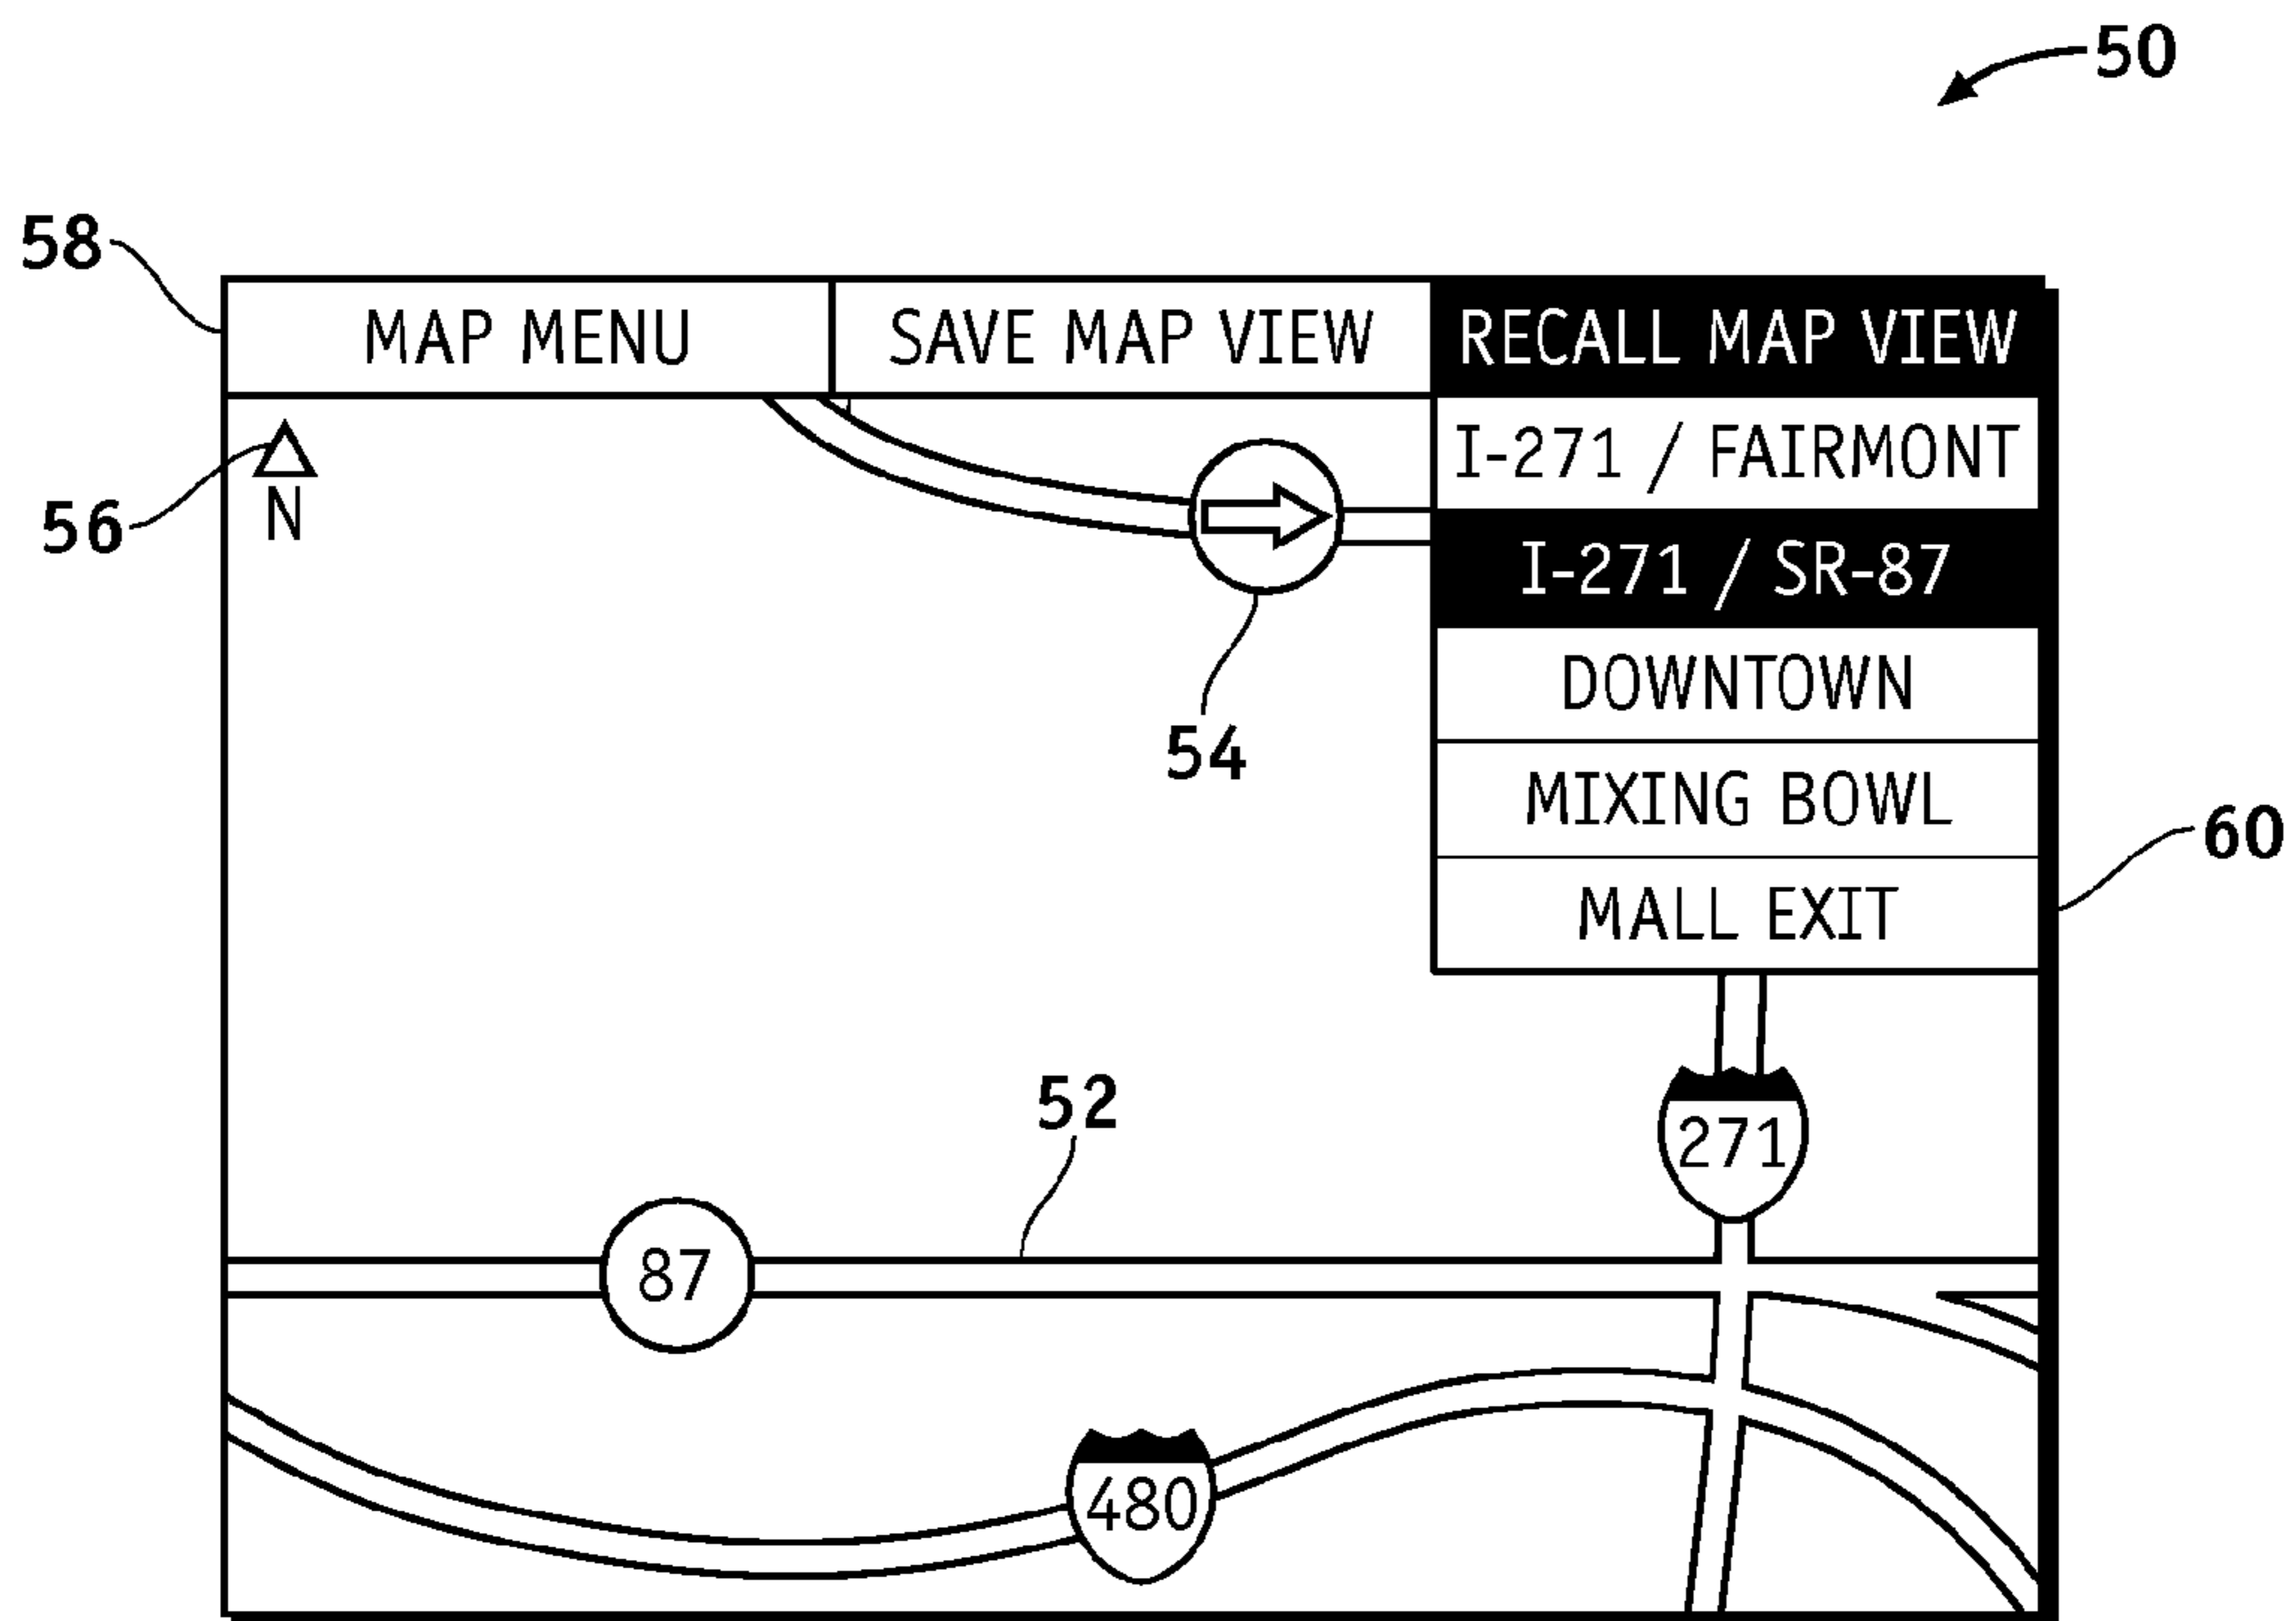 50
58
MAP MENU
SAVE MAP VIEW
RECALL MAP VIEW
I-271 / FAIRMONT
56
N
I-271 / SR-87
54
DOWNTOWN
MIXING BOWL
60
MALL EXIT
52
271
87
480